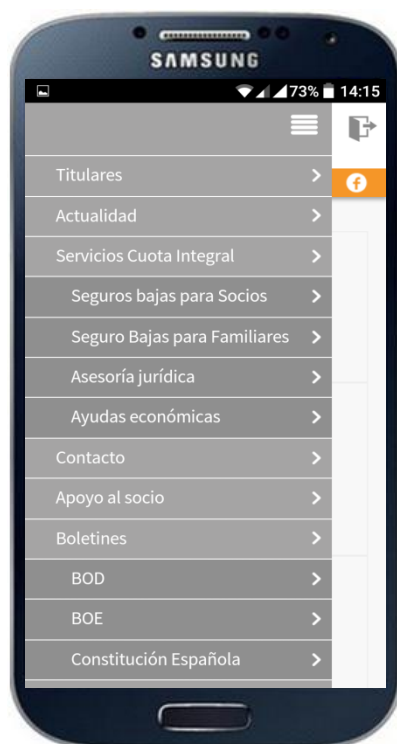 SAMSUNG
73% 14:15
Titulares
Actualidad
Servicios Cuota Integral
Seguros bajas para Socios
Seguro Bajas para Familiares
Asesoría jurídica
Ayudas económicas
Contacto
Apoyo al socio
Boletines
BOD
BOE
Constitución Española